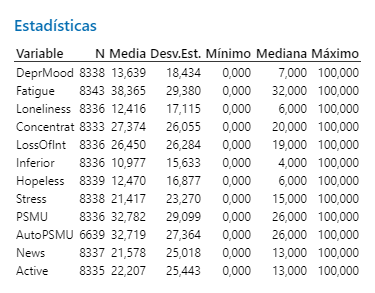 Estadísticas
Variable N Media Desv.Est. Mínimo Mediana Máximo
DeprMood 8338 13,639 18,434 0,000 7,000 100,000
Fatigue 8343 38,365 29,380 0,000 32,000 100,000
Loneliness 8336 12,416 17,115 0,000 6,000 100,000
Concentrat 8333 27,374 26,055 0,000 20,000 100,000
LossOfInt 8336 26,450 26,284 0,000 19,000 100,000
Inferior 8336 10,977 15,633 0,000 4,000 100,000
Hopeless 8339 12,470 16,877 0,000 6,000 100,000
Stress 8338 21,417 23,270 0,000 15,000 100,000
PSMU 8336 32,782 29,099 0,000 26,000 100,000
AutoPSMU 6639 32,719 27,364 0,000 26,000 100,000
News 8337 21,578 25,018 0,000 13,000 100,000
Active 8335 22,207 25,443 0,000 13,000 100,000